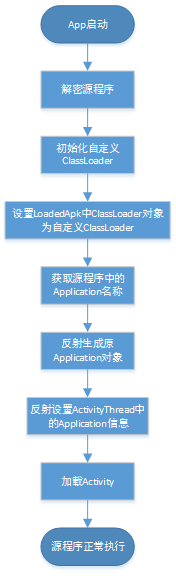 App启动
解密源程序
初始化自定义
ClassLoader
设置LoadedApk中ClassLoader对象
为自定义ClassLoader
获取源程序中的
Application名称
反射生成原
Application对象
反射设置ActivityThread中
的Application信息
加载Activity
源程序正常执行